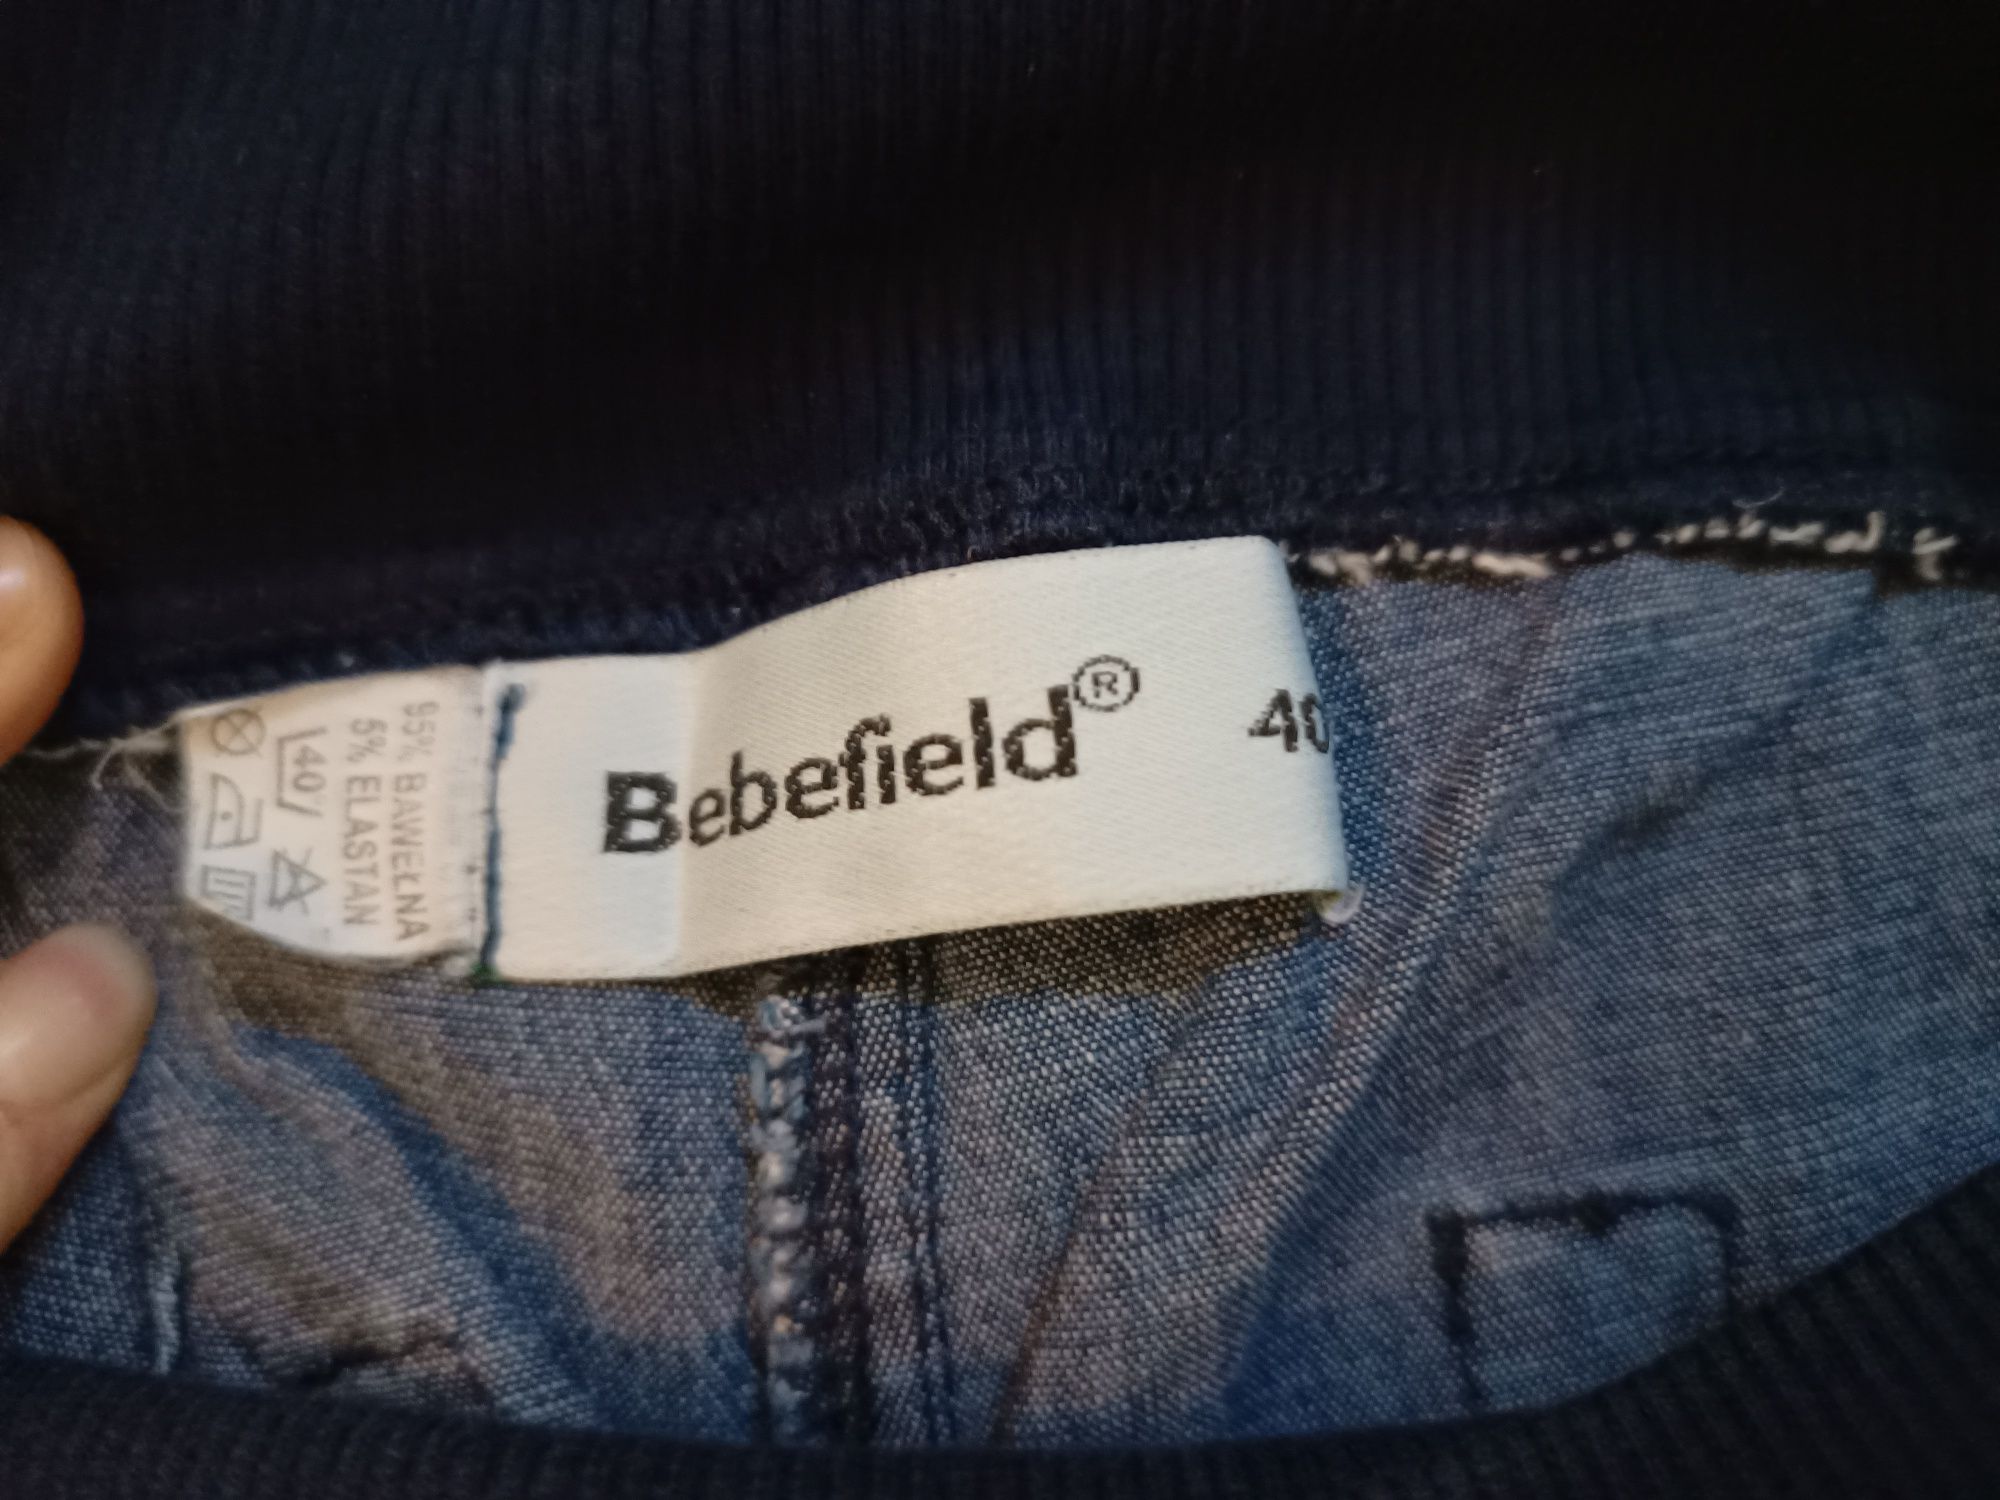 Bebefield® 40
95% BAWEŁNA
5% ELASTAN
40°